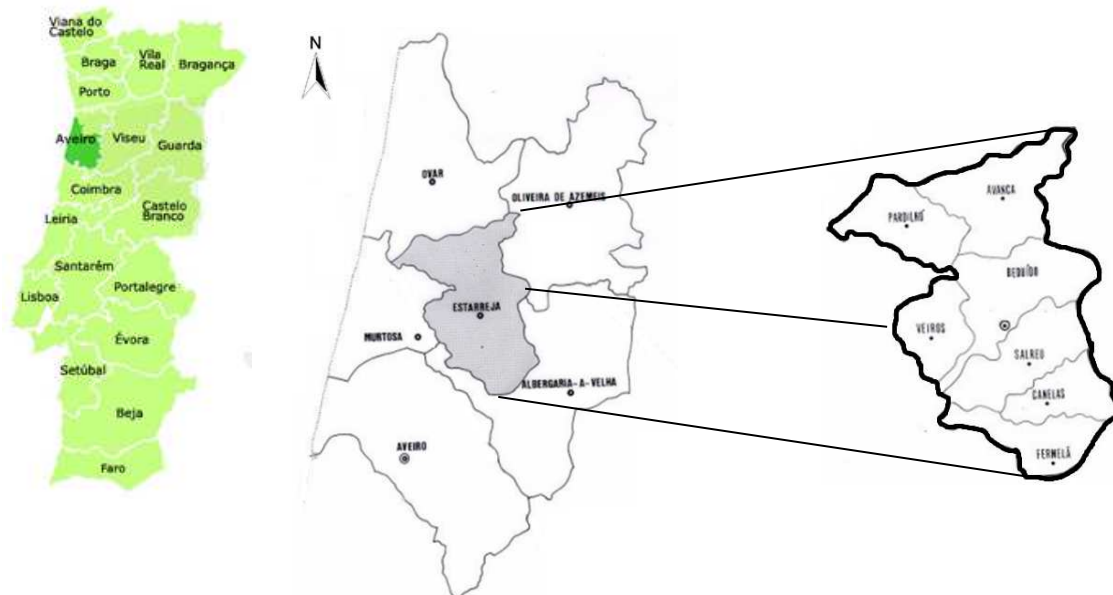 Viana do
Castelo
Braga
Vila
Real
Bragança
Porto
Aveiro
Viseu
Guarda
Coimbra
Castelo
Branco
Leiria
Santarém
Lisboa
Portalegre
Évora
Setúbal
Beja
Faro
N
OVAR
OLIVEIRA DE AZEMEIS
ESTARREJA
MURTOSA
ALBERGARIA-A-VELHA
AVEIRO
AVANCA
PARDILHÓ
BEDUÍDO
VEIROS
SALREU
CANELAS
FERMELÃ